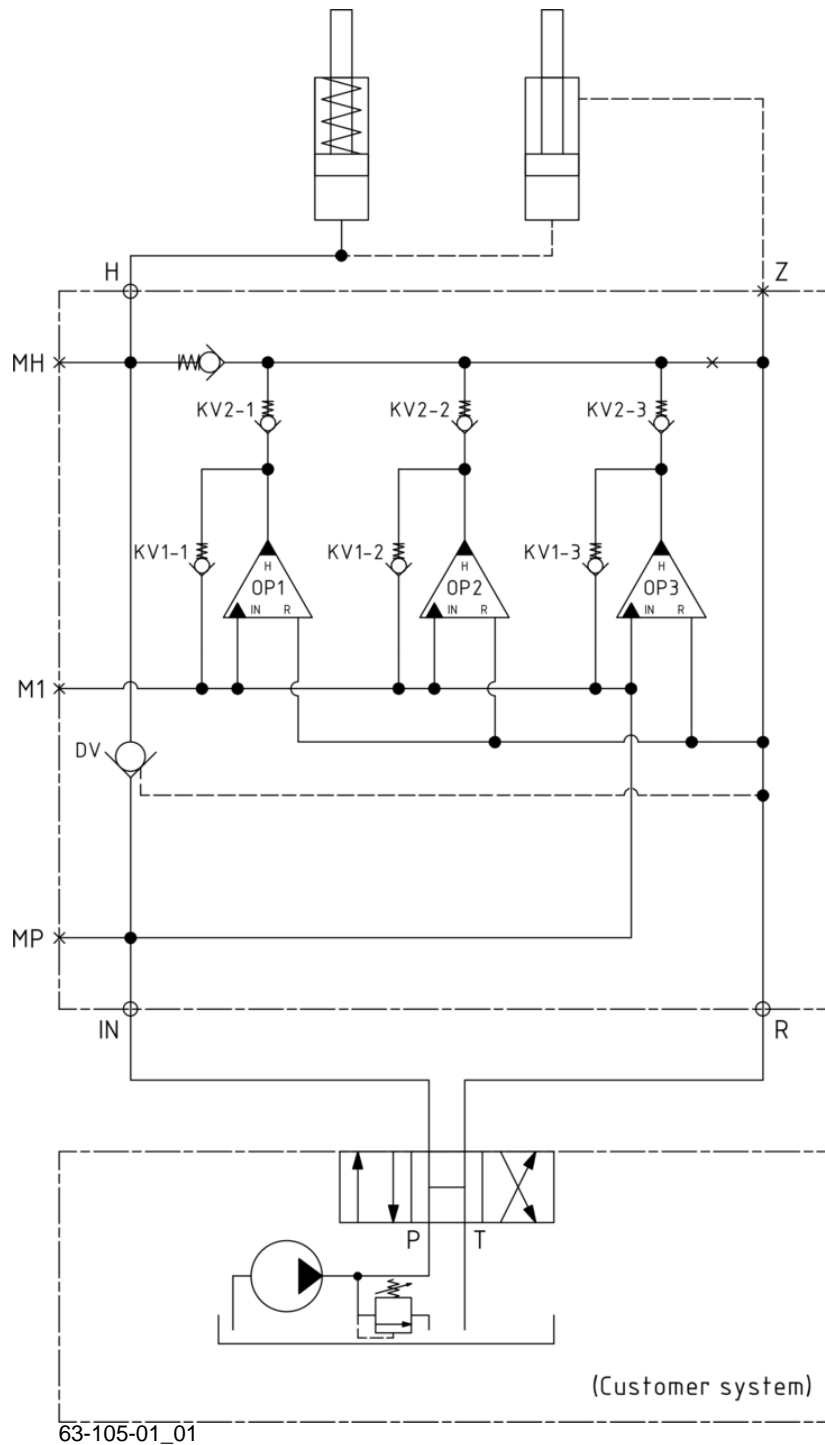 H Z
MH
KV2-1 KV2-2 KV2-3
KV1-1 KV1-2 KV1-3
H H H
OP1 OP2 OP3
IN R IN R IN R
M1
DV
MP
IN R
P T
(Customer system)
63-105-01_01